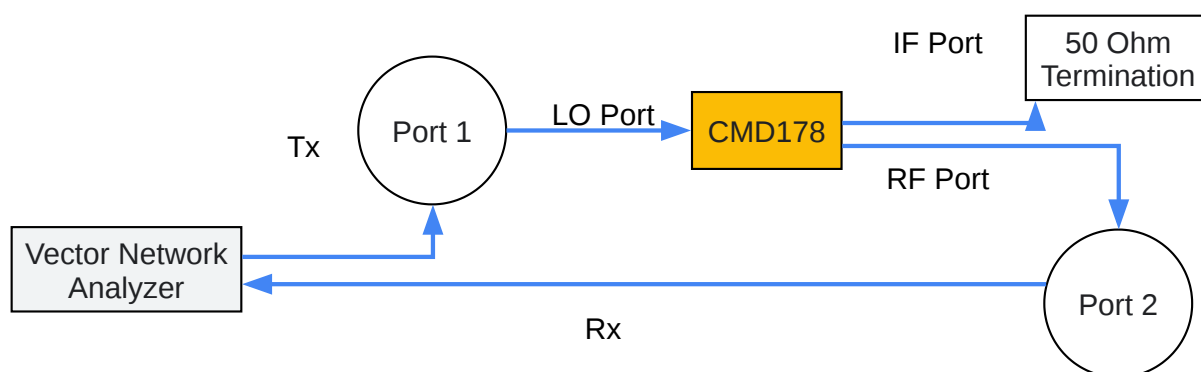 IF Port
50 Ohm
Termination
LO Port
CMD178
Port 1
Tx
RF Port
Vector Network
Analyzer
Port 2
Rx